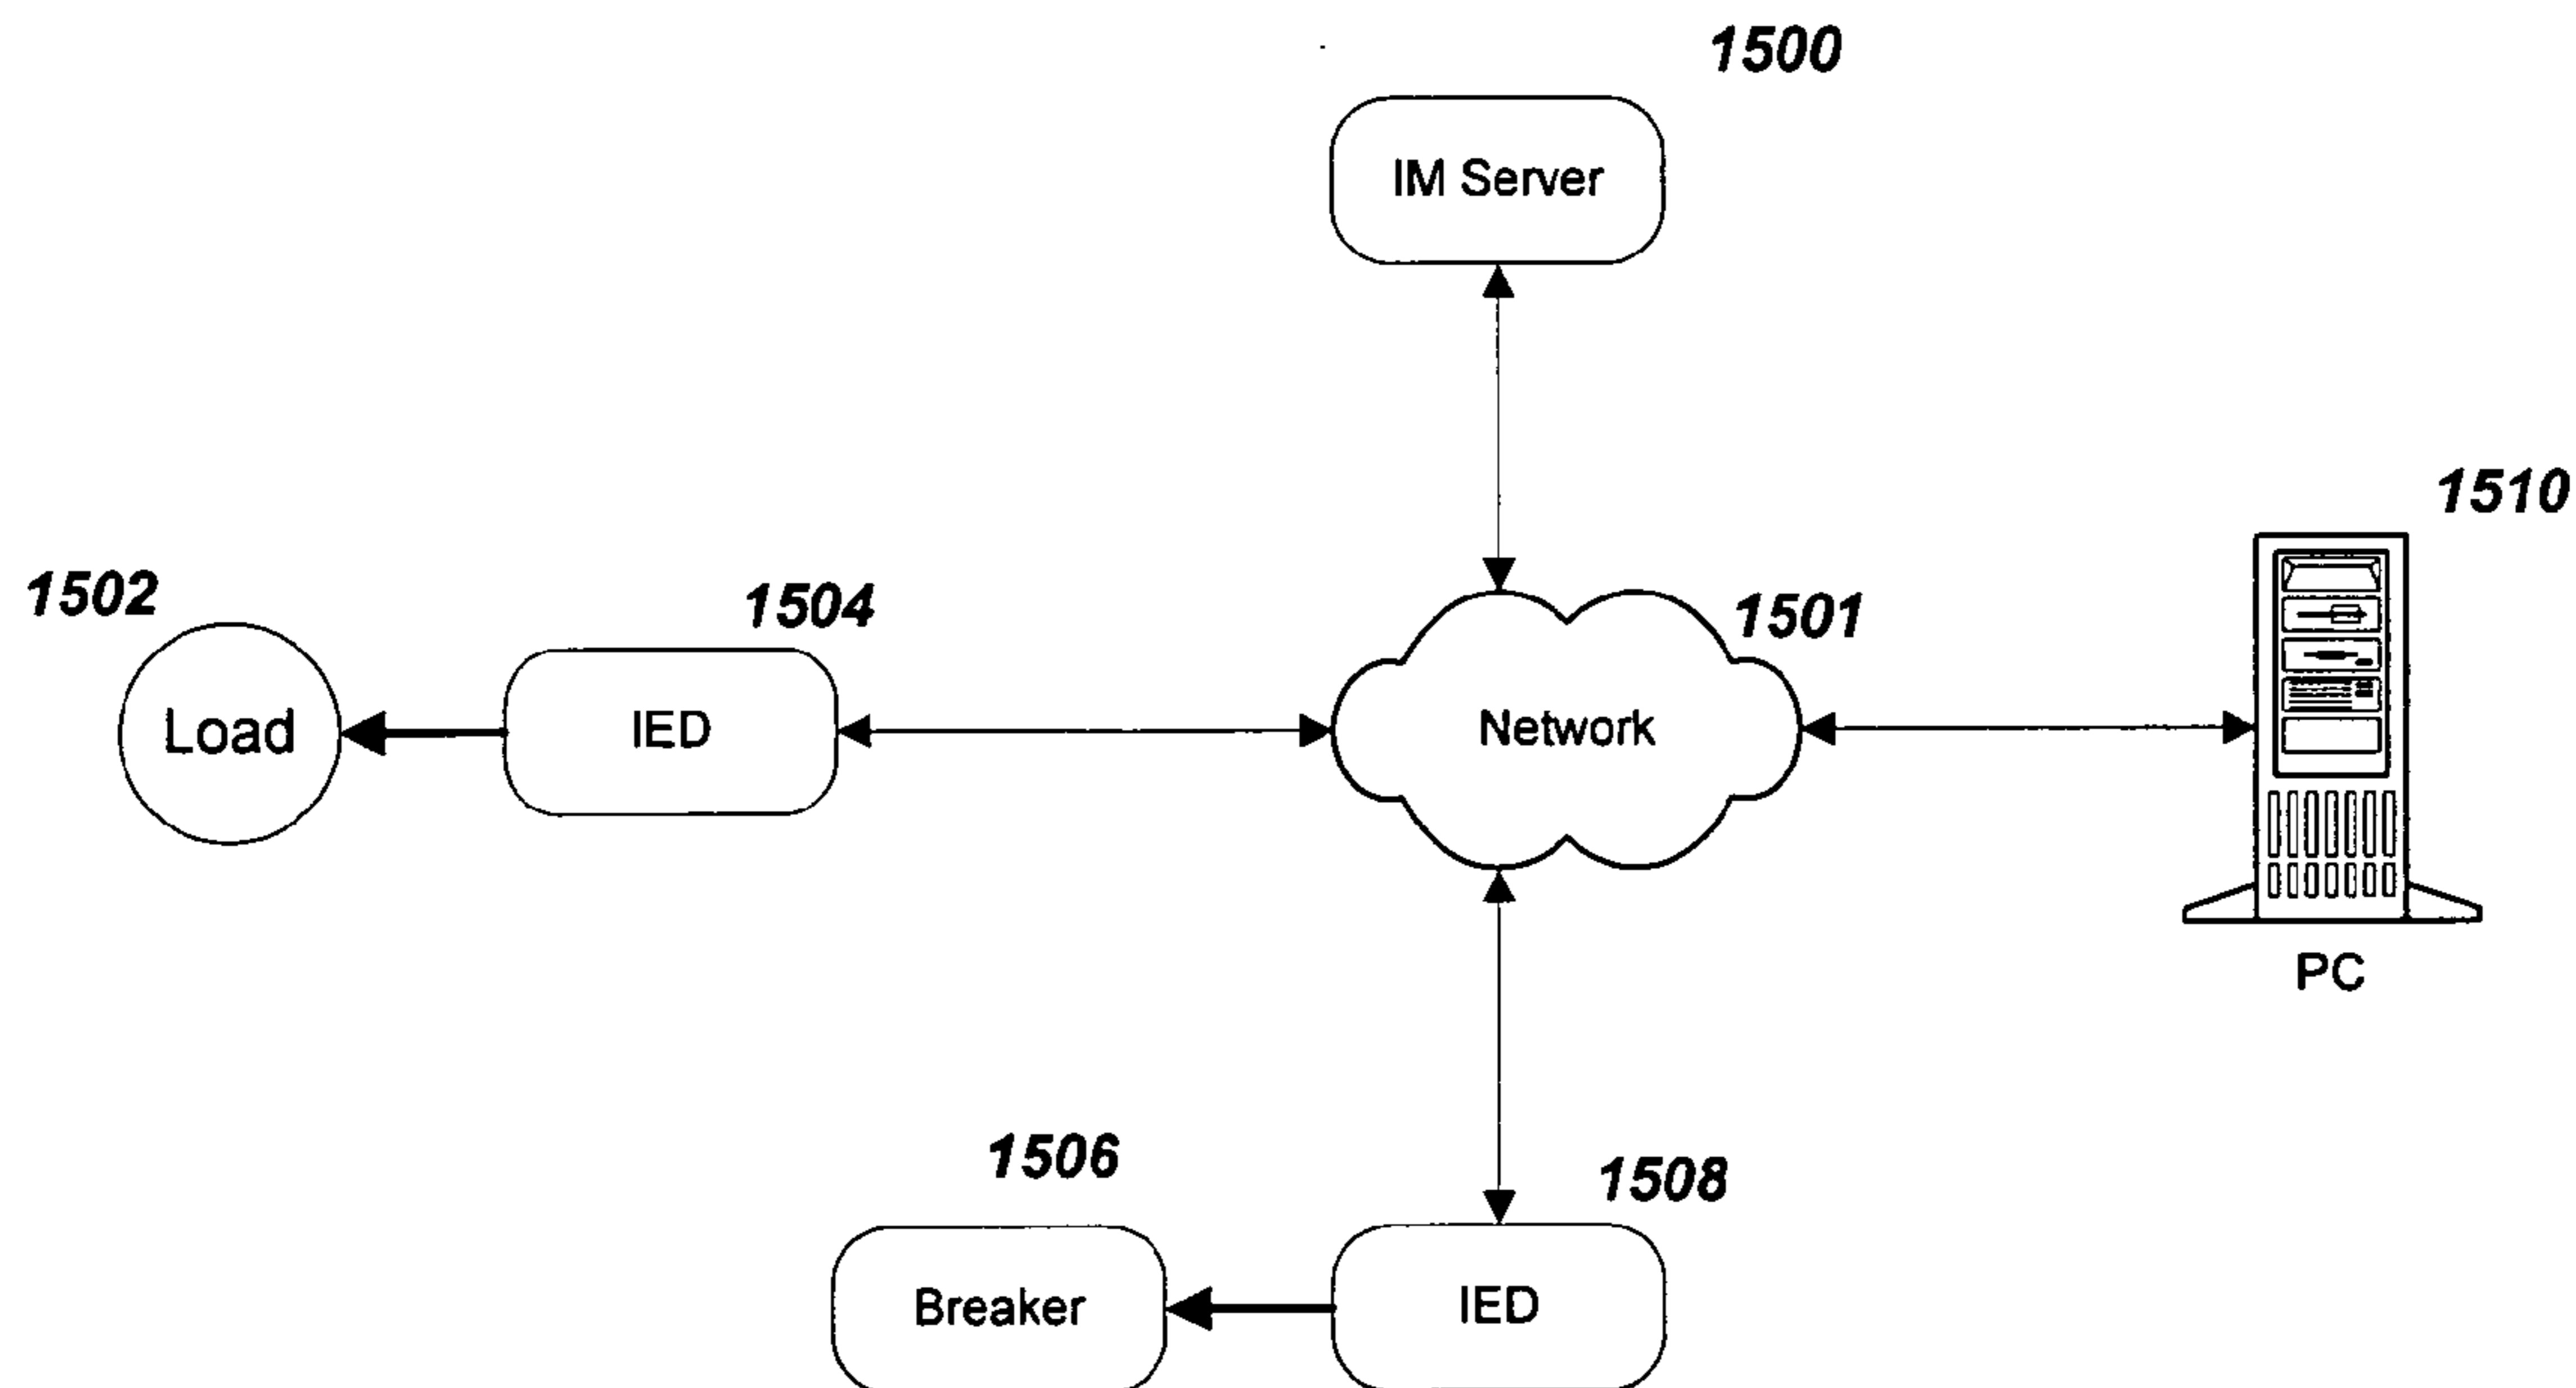 1500
IM Server
1510
1502
1504
1501
Load
IED
Network
PC
1506
1508
Breaker
IED